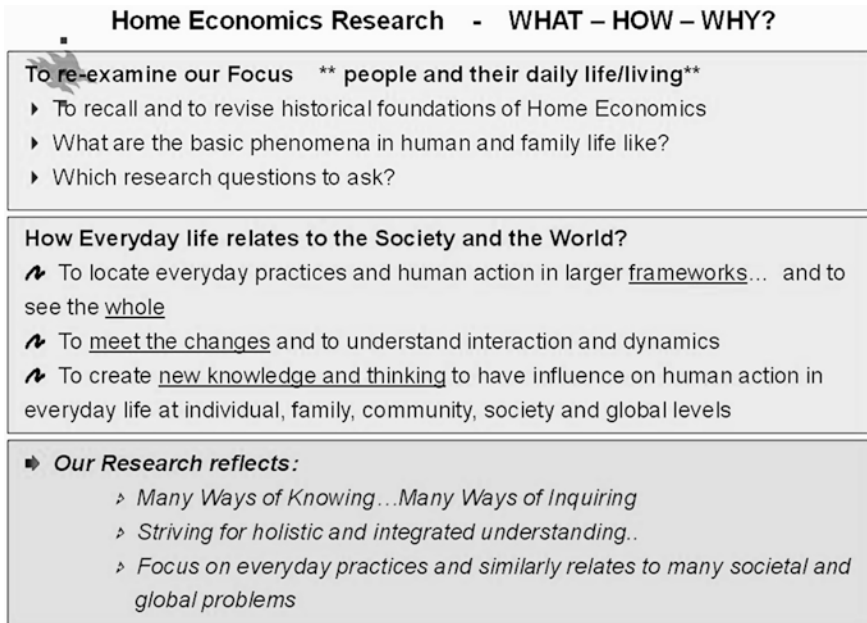 Home Economics Research - WHAT – HOW – WHY?
To re-examine our Focus ** people and their daily life/living**
To recall and to revise historical foundations of Home Economics
What are the basic phenomena in human and family life like?
Which research questions to ask?
How Everyday life relates to the Society and the World?
To locate everyday practices and human action in larger frameworks… and to
see the whole
To meet the changes and to understand interaction and dynamics
To create new knowledge and thinking to have influence on human action in
everyday life at individual, family, community, society and global levels
Our Research reflects:
Many Ways of Knowing…Many Ways of Inquiring
Striving for holistic and integrated understanding..
Focus on everyday practices and similarly relates to many societal and
global problems